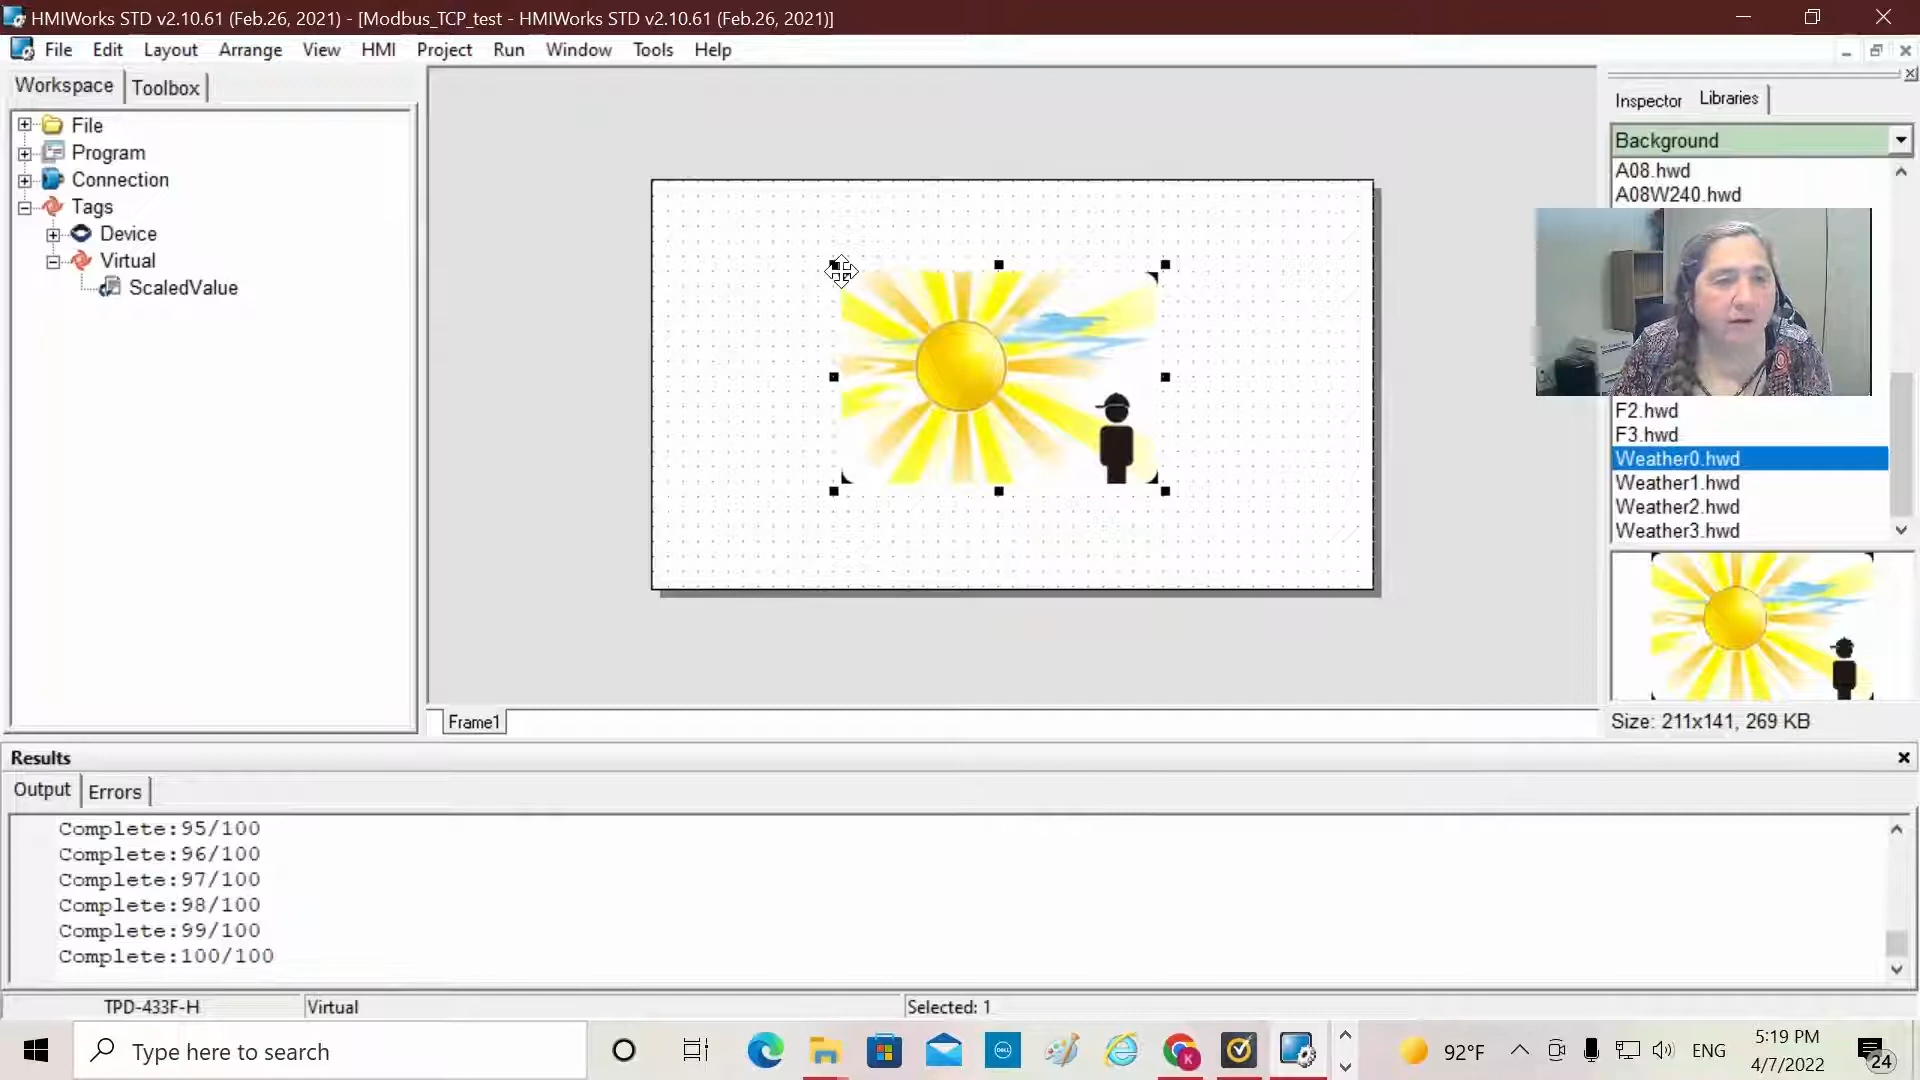 HMIWorks STD v2.10.61 (Feb.26, 2021) - [Modbus_TCP_test - HMIWorks STD v2.10.61 (Feb.26, 2021)]
File Edit Layout Arrange View HMI Project Run Window Tools Help
Workspace Toolbox
File
Program
Connection
Tags
Device
Virtual
ScaledValue
Frame1
Inspector Libraries
Background
A08.hwd
A08W240.hwd
F2.hwd
F3.hwd
Weather0.hwd
Weather1.hwd
Weather2.hwd
Weather3.hwd
Size: 211x141, 269 KB
Results
Output Errors
Complete:95/100
Complete:96/100
Complete:97/100
Complete:98/100
Complete:99/100
Complete:100/100
TPD-433F-H Virtual Selected: 1
Type here to search
DELL
K
92°F
ENG
5:19 PM
4/7/2022
24